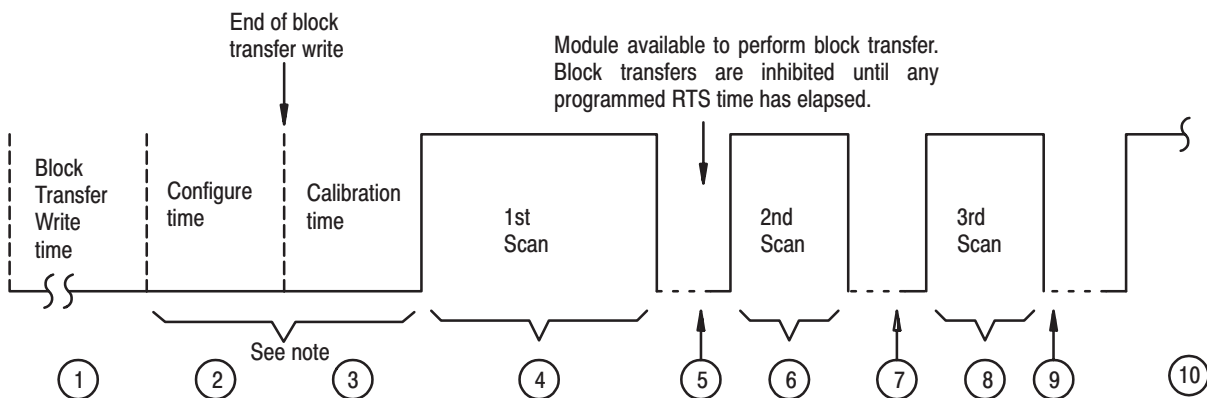 End of block
transfer write
Module available to perform block transfer.
Block transfers are inhibited until any
programmed RTS time has elapsed.
Block
Transfer
Write
time
Configure
time
Calibration
time
1st
Scan
2nd
Scan
3rd
Scan
See note
1 2 3 4 5 6 7 8 9 10